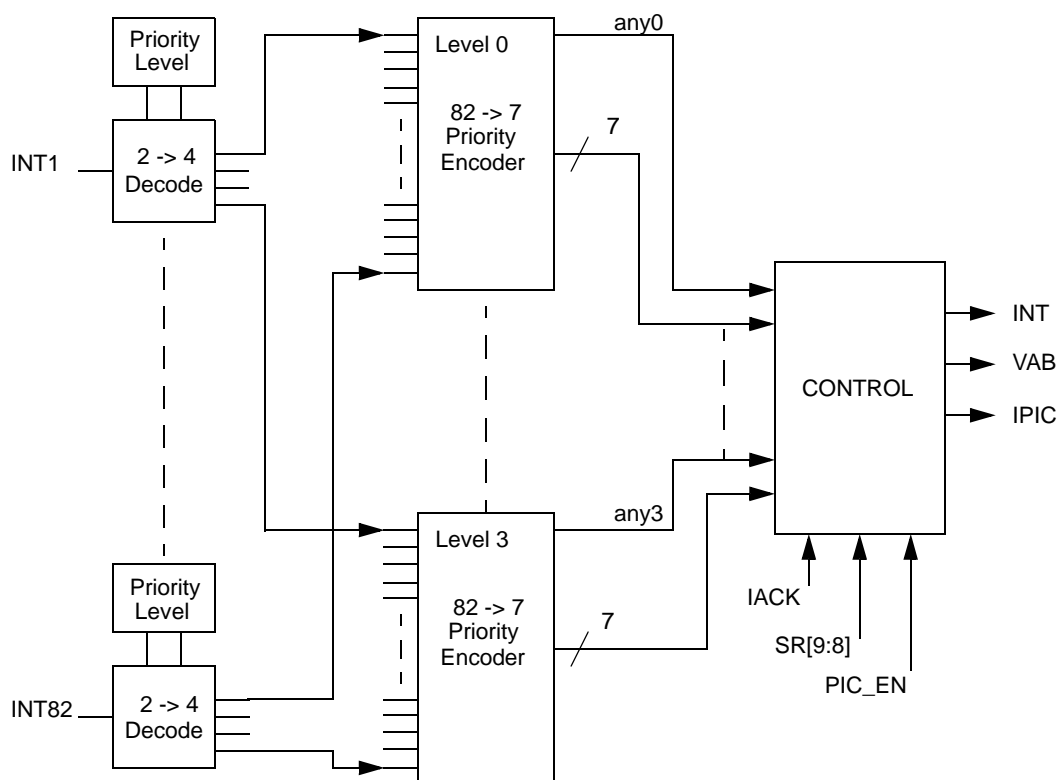 Priority
Level
2 -> 4
Decode
INT1
Level 0
82 -> 7
Priority
Encoder
any0
7
CONTROL
INT
VAB
IPIC
IACK
SR[9:8]
PIC_EN
Priority
Level
2 -> 4
Decode
INT82
Level 3
82 -> 7
Priority
Encoder
any3
7